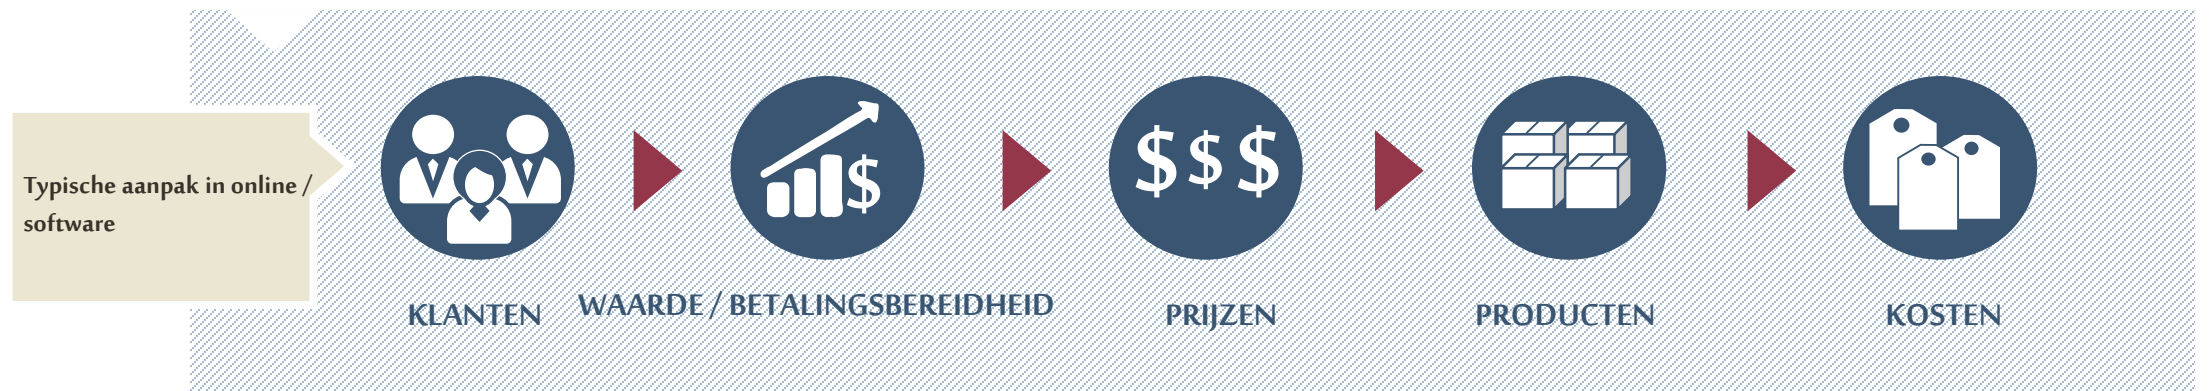 Typische aanpak in online /
software
KLANTEN
WAARDE / BETALINGSBEREIDHEID
PRIJZEN
PRODUCTEN
KOSTEN
$
$ $ $